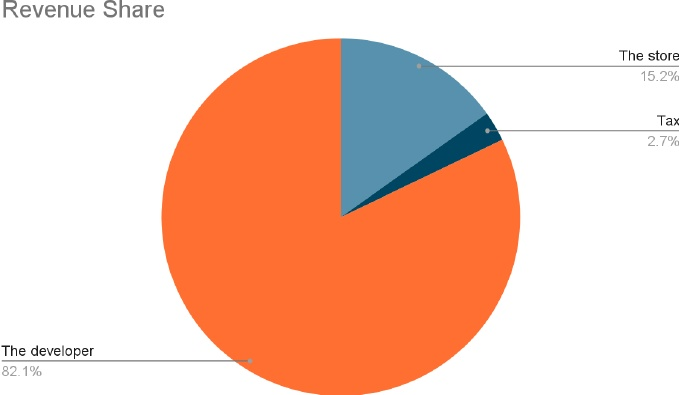 Revenue Share
The store
15.2%
Tax
2.7%
The developer
82.1%